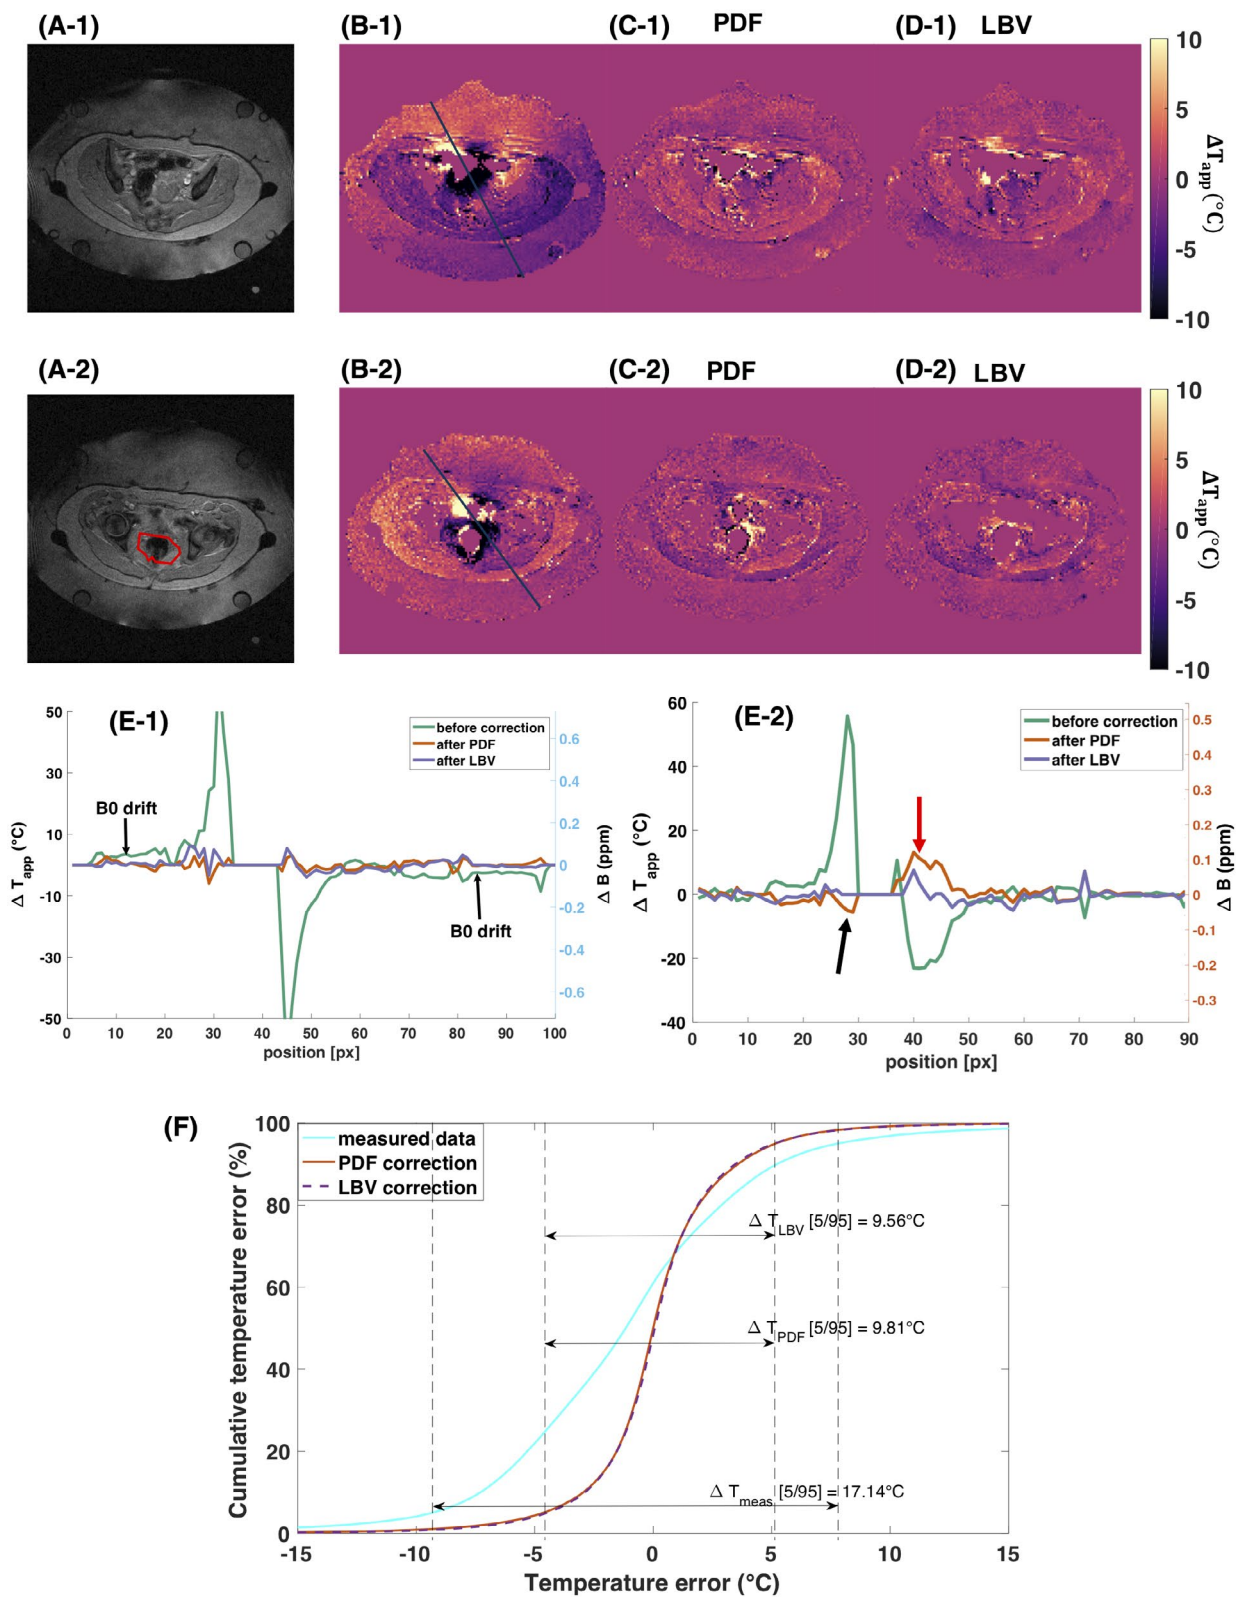 (A-1)
(B-1)
(C-1) PDF
(D-1) LBV
10
5
0
-5
-10
ΔTapp(°C)
(A-2)
(B-2)
(C-2) PDF
(D-2) LBV
10
5
0
-5
-10
ΔTapp(°C)
(E-1)
50
30
10
-10
-30
-50
Δ Tapp (°C)
before correction
after PDF
after LBV
B0 drift
B0 drift
0.6
0.4
0.2
0
-0.2
-0.4
-0.6
Δ B (ppm)
0 10 20 30 40 50 60 70 80 90 100
position [px]
(E-2)
60
40
20
0
-20
-40
Δ Tapp (°C)
before correction
after PDF
after LBV
0.5
0.4
0.3
0.2
0.1
0
-0.1
-0.2
-0.3
Δ B (ppm)
0 10 20 30 40 50 60 70 80 90
position [px]
(F)
100
80
60
40
20
0
Cumulative temperature error (%)
measured data
PDF correction
LBV correction
Δ TLBV [5/95] = 9.56°C
Δ TPDF [5/95] = 9.81°C
Δ Tmeas [5/95] = 17.14°C
-15 -10 -5 0 5 10 15
Temperature error (°C)